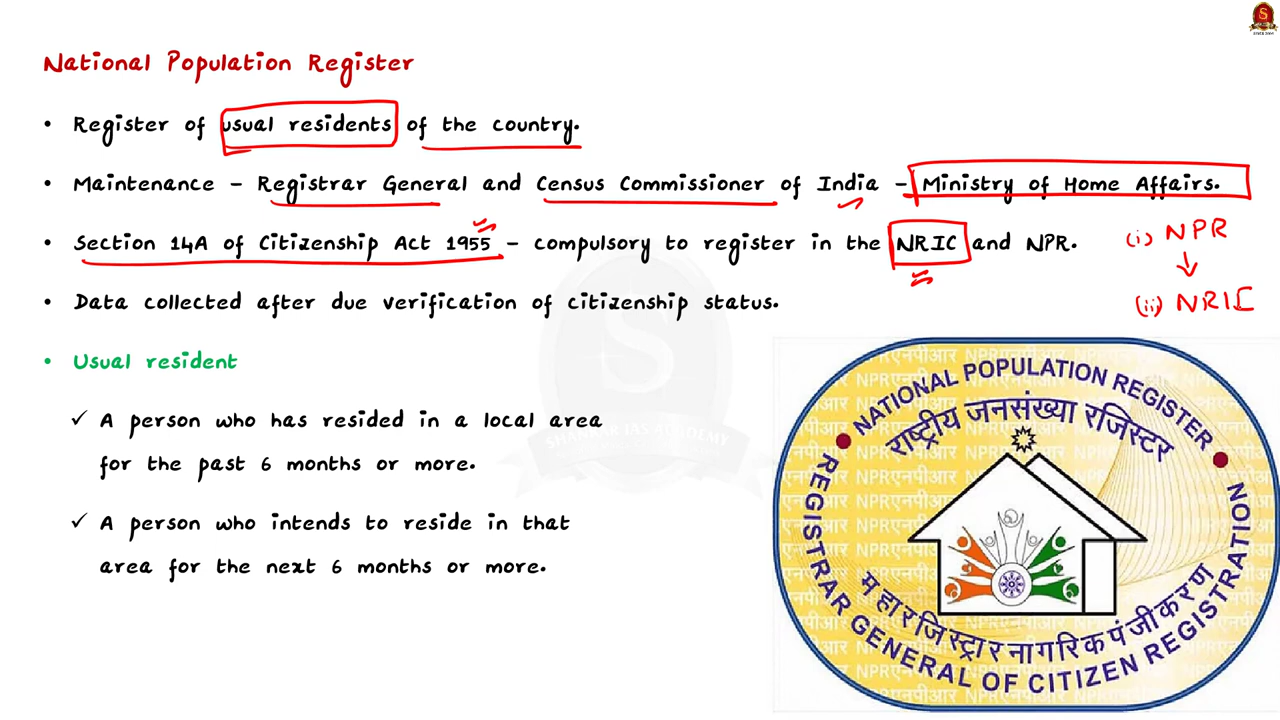 National Population Register
• Register of usual residents of the country.
• Maintenance – Registrar General and Census Commissioner of India – Ministry of Home Affairs.
• Section 14A of Citizenship Act 1955 – compulsory to register in the NRIC and NPR.
(i) NPR
↓
(ii) NRIC
• Data collected after due verification of citizenship status.
• Usual resident
✓ A person who has resided in a local area
for the past 6 months or more.
✓ A person who intends to reside in that
area for the next 6 months or more.
SHANKAR IAS ACADEMY
NATIONAL POPULATION REGISTER
राष्ट्रीय जनसंख्या रजिस्टर
महारजिस्ट्रार नागरिक पंजीकरण
REGISTRAR GENERAL OF CITIZEN REGISTRATION